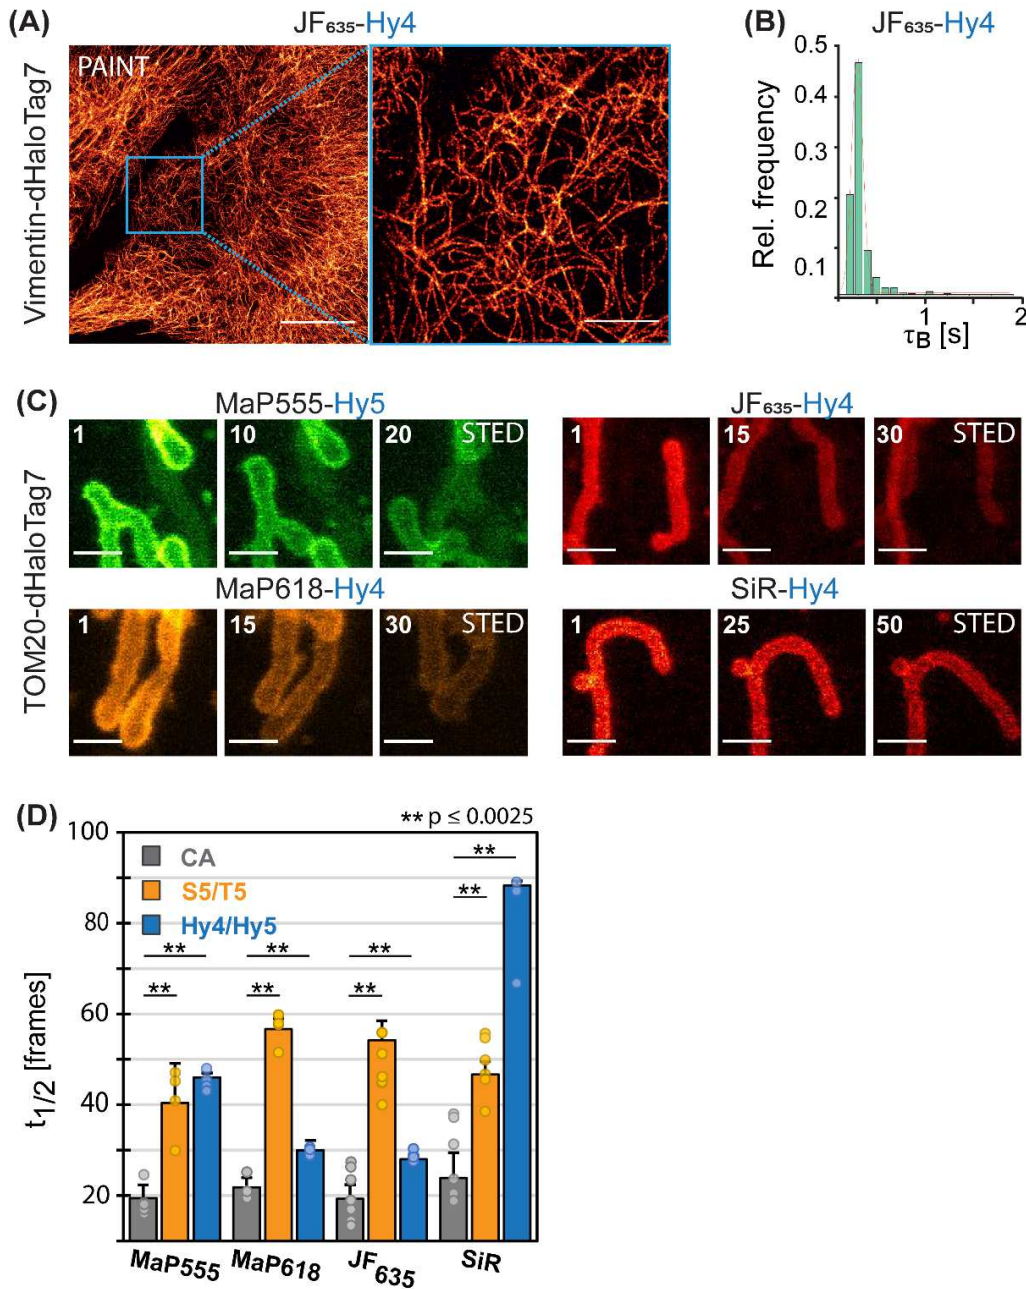 (A)
JF₆₃₅-Hy4
Vimentin-dHaloTag7
PAINT
(B)
JF₆₃₅-Hy4
Rel. frequency
0.5
0.4
0.2
0.1
1
2
τB [s]
(C)
TOM20-dHaloTag7
MaP555-Hy5
1
10
20
STED
JF₆₃₅-Hy4
1
15
30
STED
MaP618-Hy4
1
15
30
STED
SiR-Hy4
1
25
50
STED
(D)
** p ≤ 0.0025
t1/2 [frames]
100
80
60
40
20
CA
S5/T5
Hy4/Hy5
**
**
**
**
**
**
**
**
MaP555
MaP618
JF635
SiR